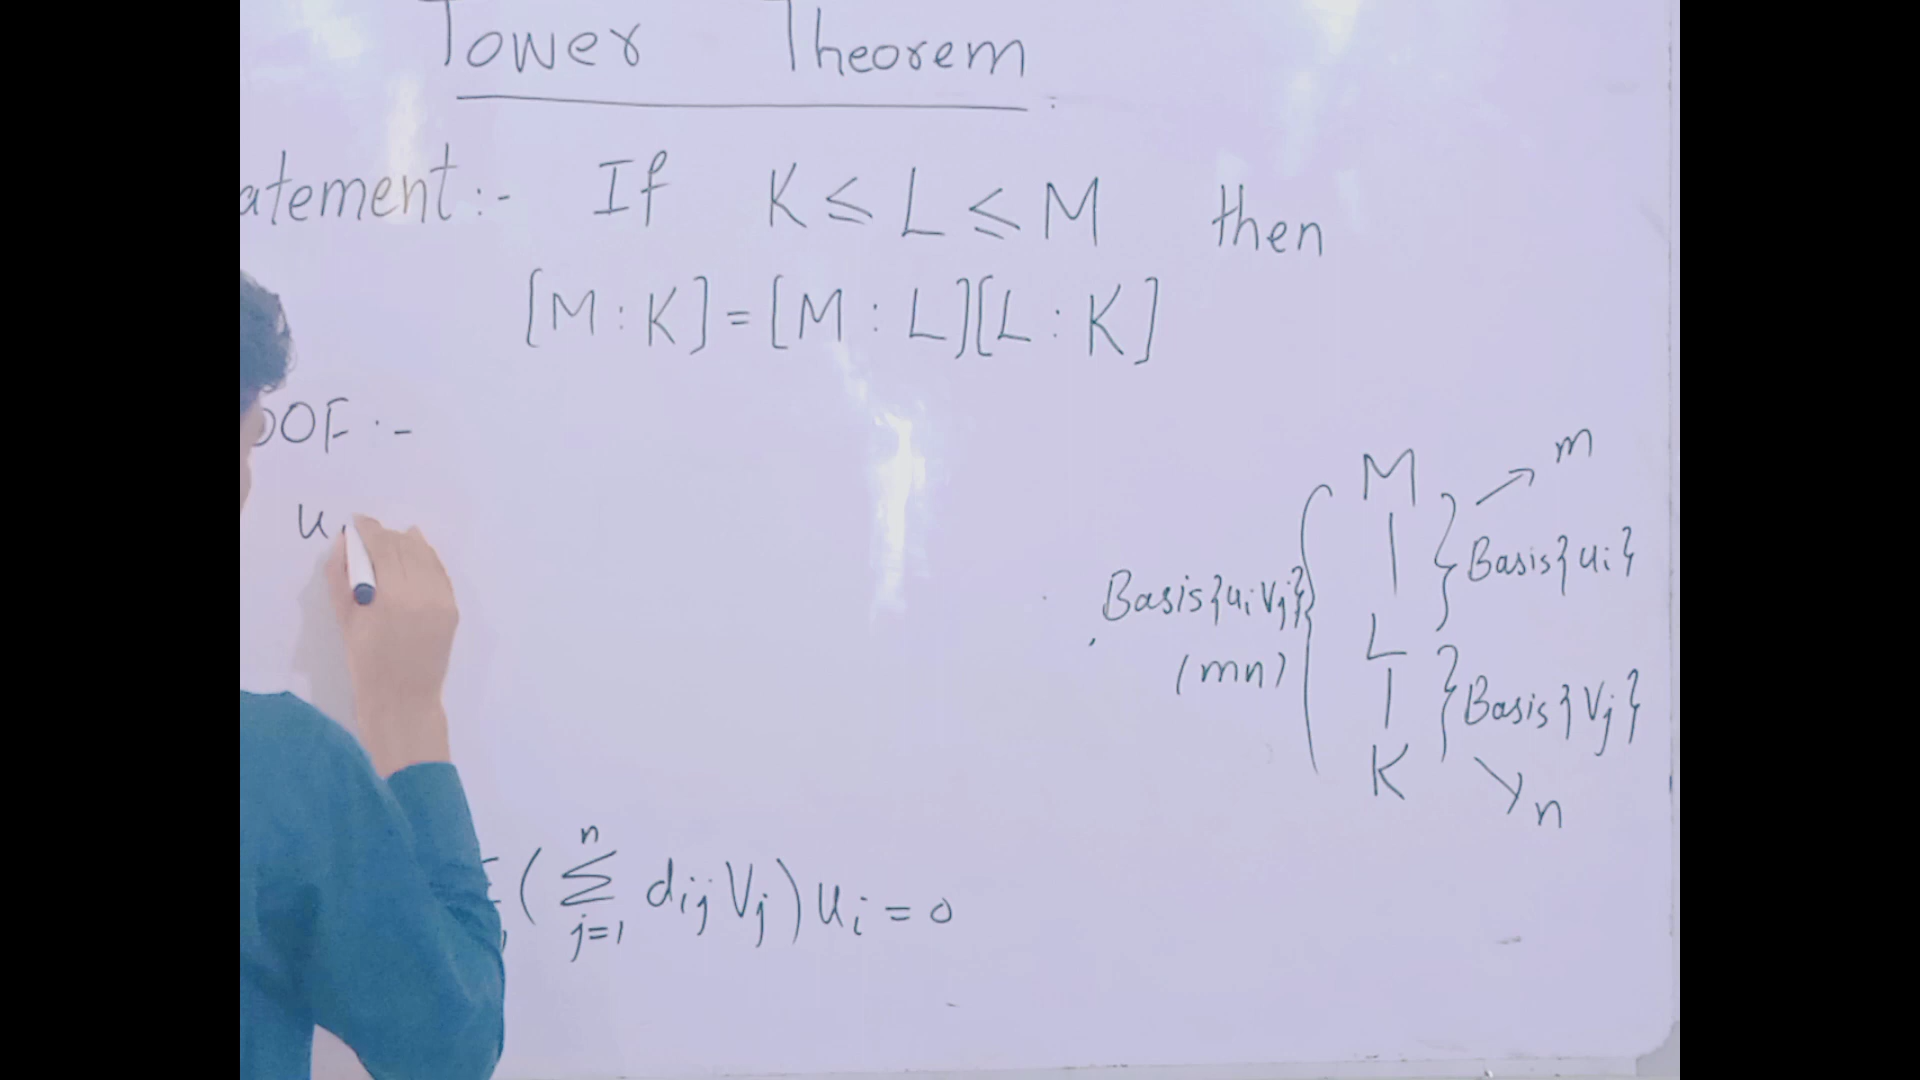 Tower Theorem
atement :- If K ≤ L ≤ M then
[M : K] = [M : L][L : K]
OOF :-
u
M
m
Basis{ui}
Basis{uiVj}
(mn)
L
Basis{Vj}
K
n
( n∑j=1 dij Vj ) ui = 0